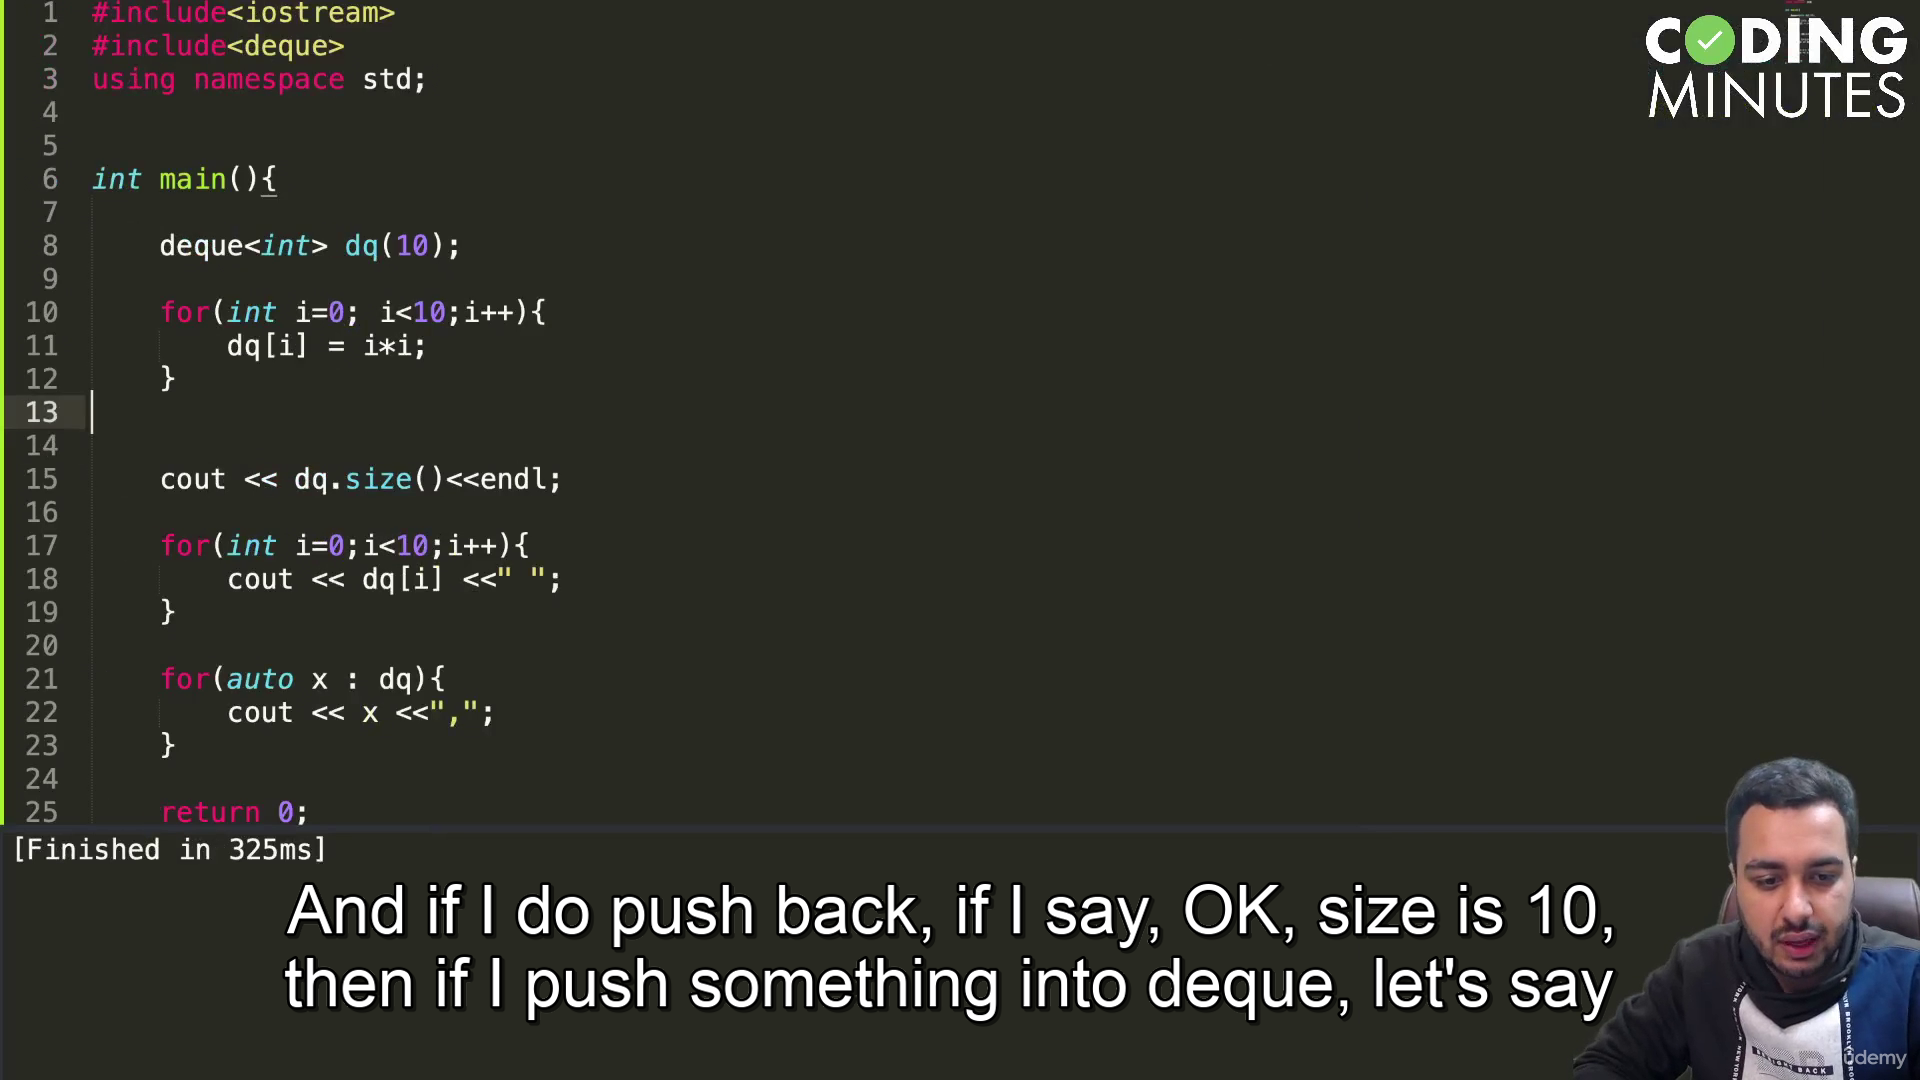 1 #include<iostream>
2 #include<deque>
3 using namespace std;
4
5
6 int main(){
7
8 deque<int> dq(10);
9
10 for(int i=0; i<10;i++){
11 dq[i] = i*i;
12 }
13
14
15 cout << dq.size()<<endl;
16
17 for(int i=0;i<10;i++){
18 cout << dq[i] <<" ";
19 }
20
21 for(auto x : dq){
22 cout << x <<",";
23 }
24
25 return 0;
CODING
MINUTES
[Finished in 325ms]
And if I do push back, if I say, OK, size is 10,
then if I push something into deque, let's say
udemy